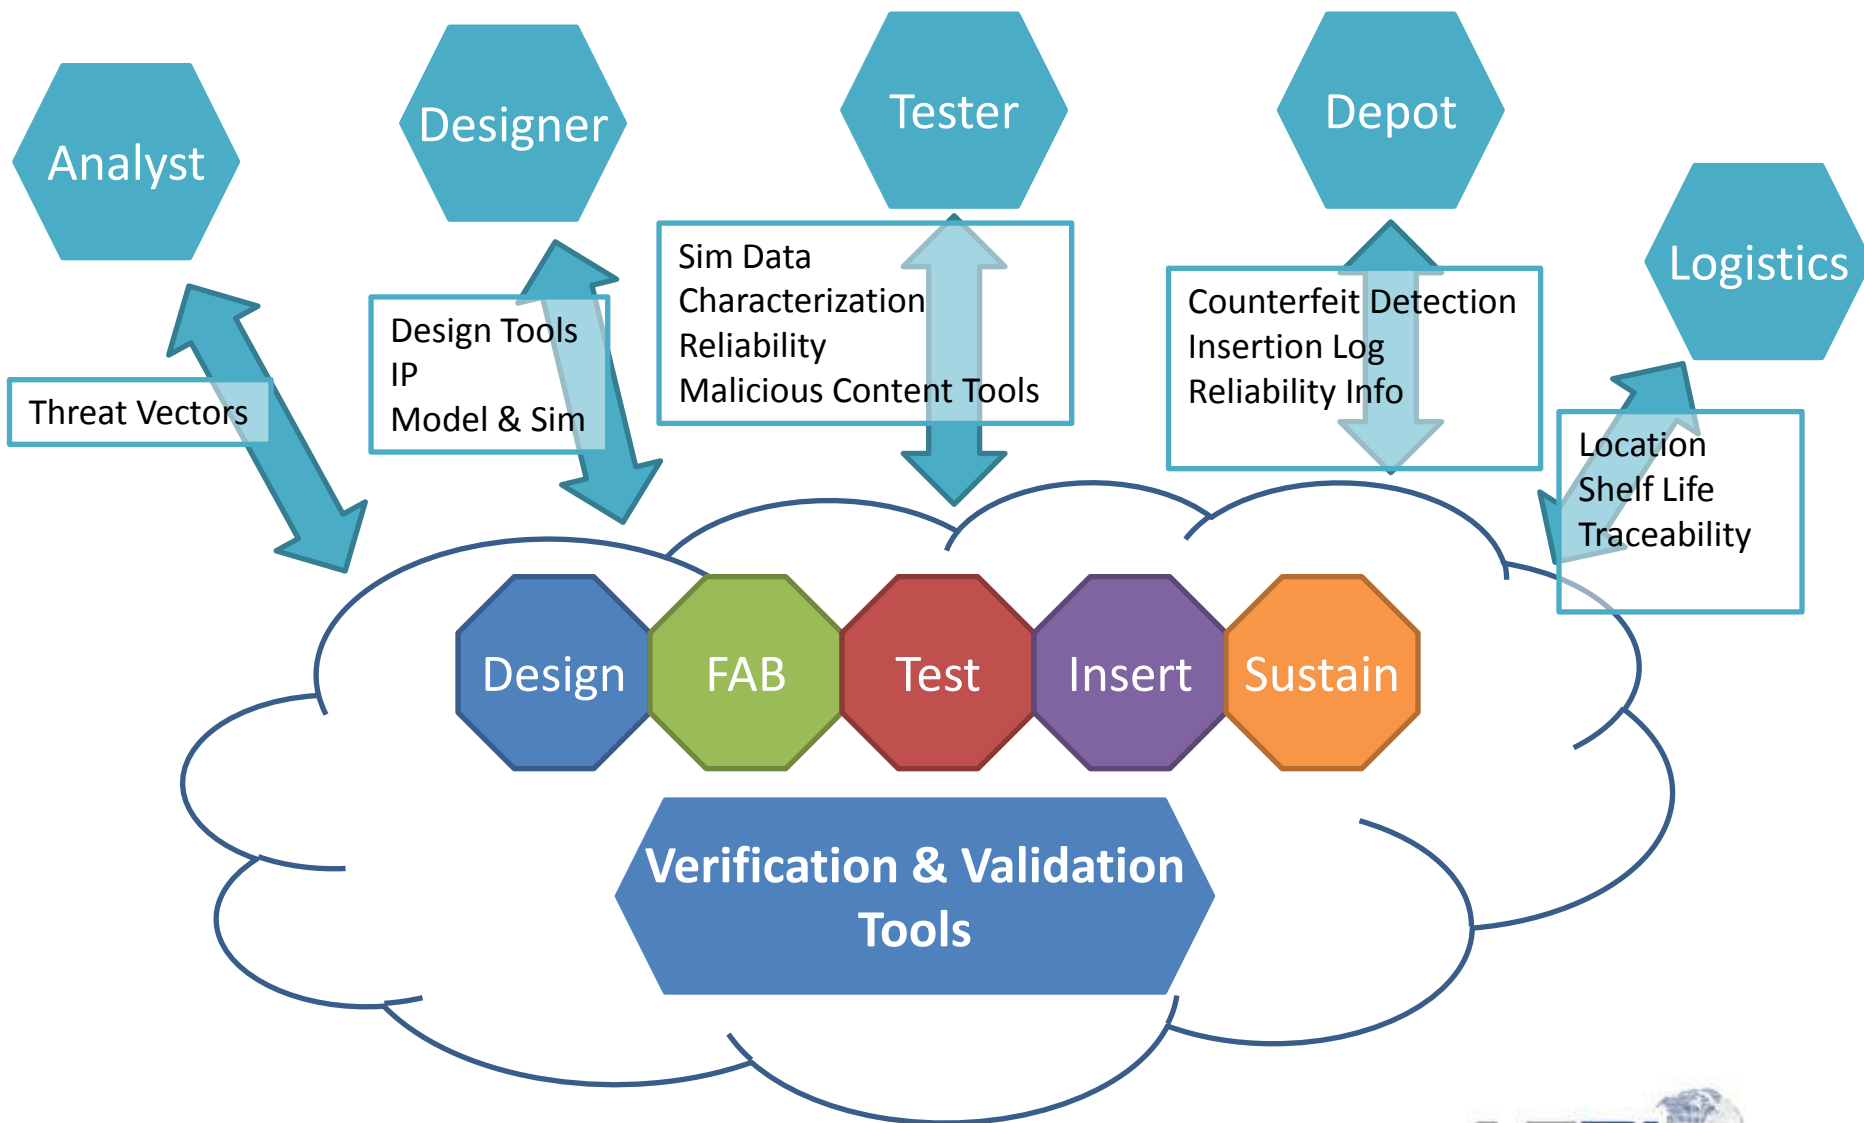 Analyst
Designer
Tester
Depot
Logistics
Threat Vectors
Design Tools
IP
Model & Sim
Sim Data
Characterization
Reliability
Malicious Content Tools
Counterfeit Detection
Insertion Log
Reliability Info
Location
Shelf Life
Traceability
Design
FAB
Test
Insert
Sustain
Verification & Validation
Tools